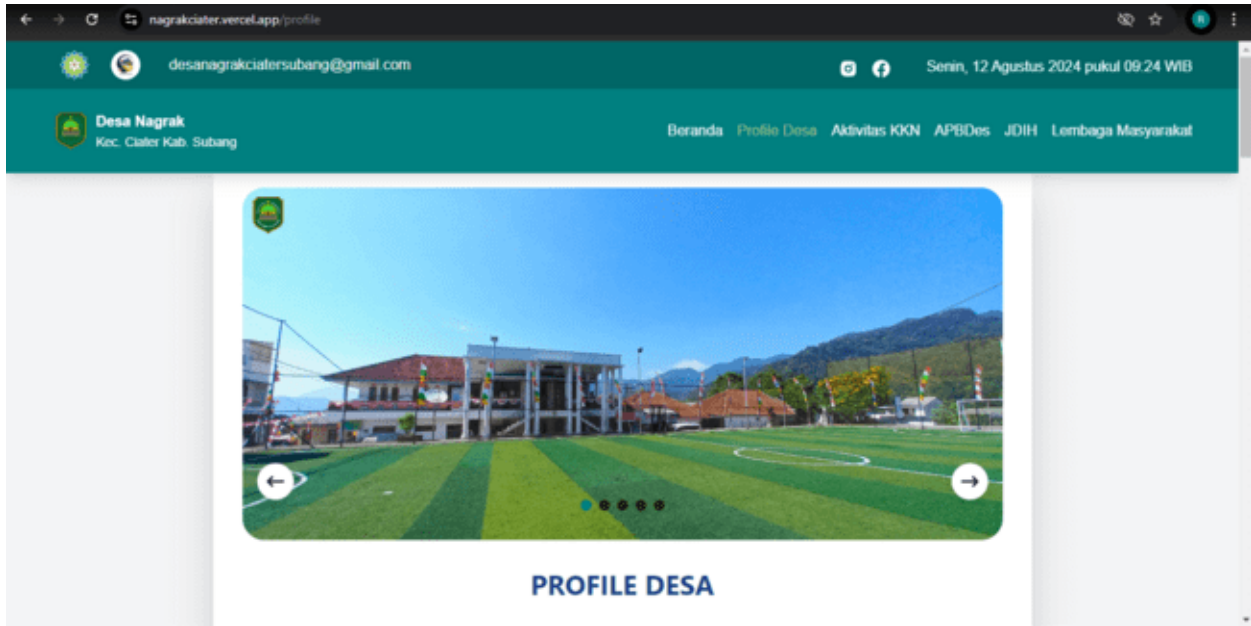 nagrakciater.vercel.app/profile
R
desanagrakciatersubang@gmail.com
Senin, 12 Agustus 2024 pukul 09:24 WIB
Desa Nagrak
Kec. Ciater Kab. Subang
Beranda Profile Desa Aktivitas KKN APBDes JDIH Lembaga Masyarakat
PROFILE DESA